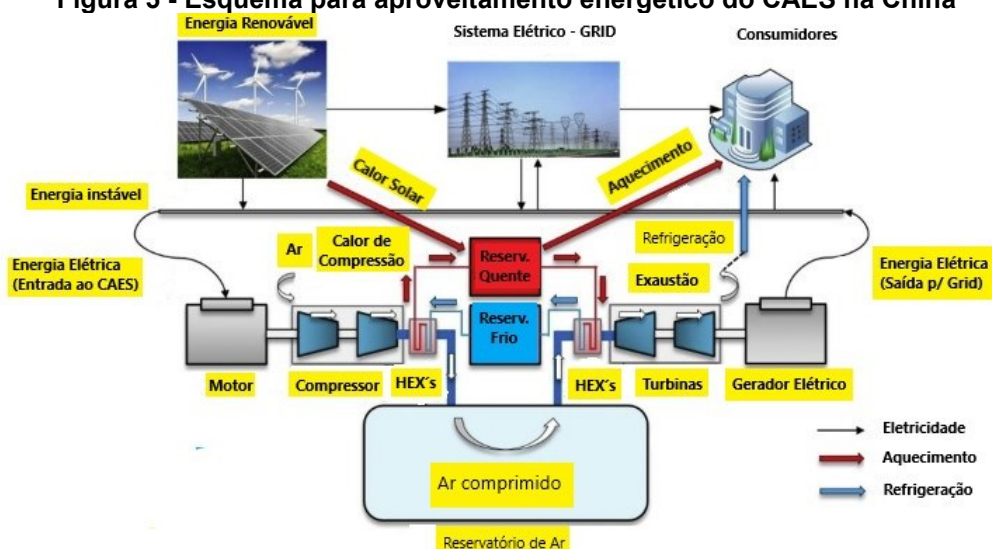 Figura 5 - Esquema para aproveitamento energético do CAES na China
Energia Renovável
Sistema Elétrico - GRID
Consumidores
Calor Solar
Aquecimento
Energia instável
Ar
Calor de
Compressão
Reserv.
Quente
Refrigeração
Exaustão
Energia Elétrica
(Entrada ao CAES)
Energia Elétrica
(Saída p/ Grid)
Reserv.
Frio
Motor
Compressor
HEX´s
HEX´s
Turbinas
Gerador Elétrico
Ar comprimido
Reservatório de Ar
Eletricidade
Aquecimento
Refrigeração